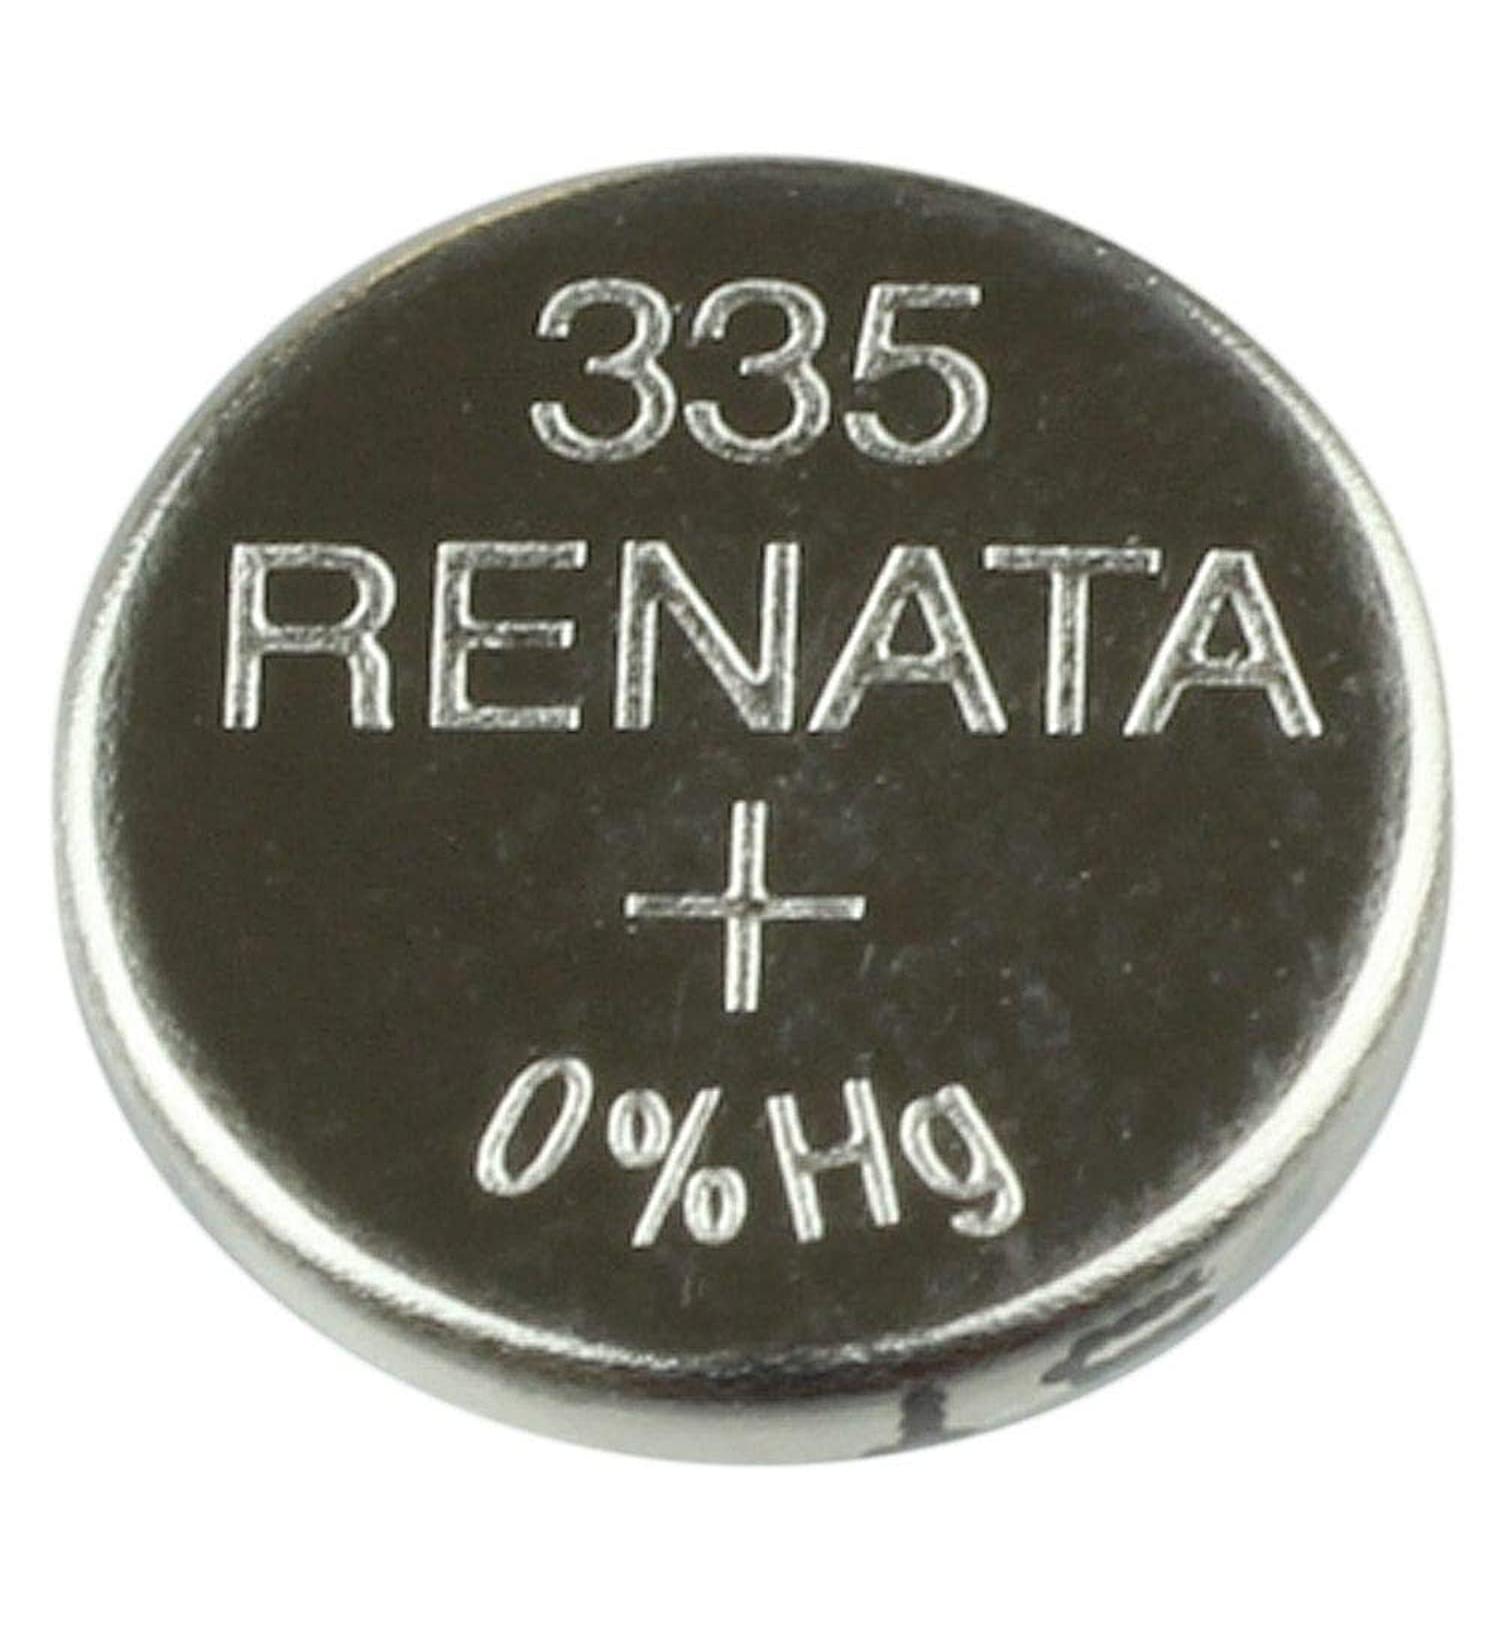 335
RENATA
+
0%Hg